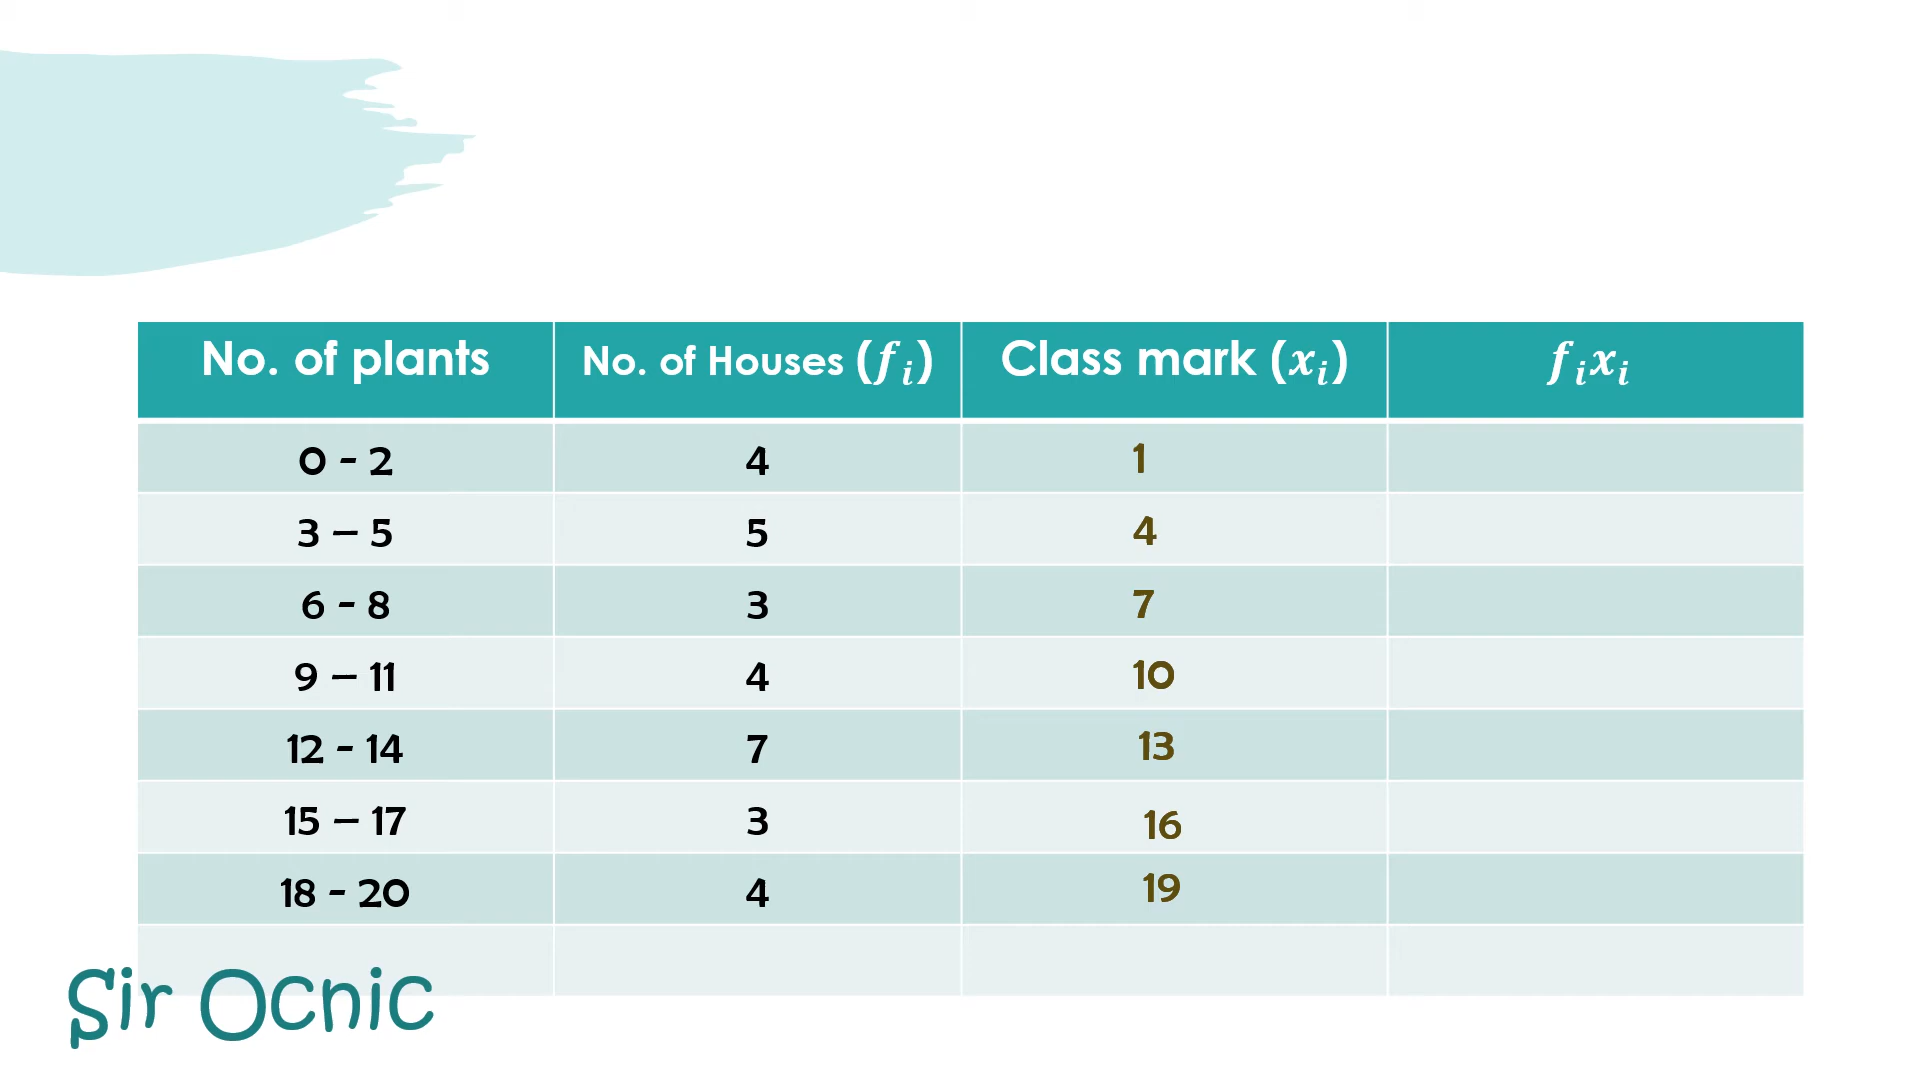 No. of plants No. of Houses (fᵢ) Class mark (xᵢ) fᵢxᵢ
0 - 2 4 1
3 – 5 5 4
6 - 8 3 7
9 – 11 4 10
12 - 14 7 13
15 – 17 3 16
18 - 20 4 19
Sir Ocnic